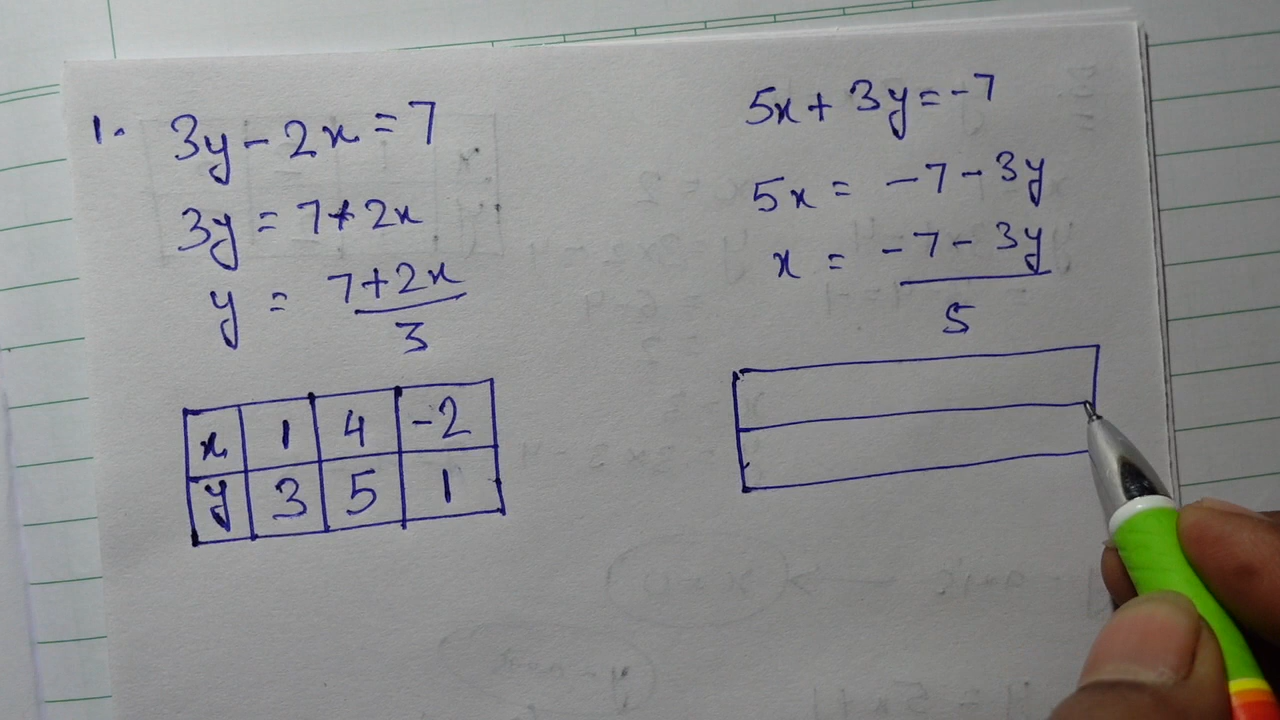 1. 3y - 2x = 7
3y = 7 + 2x
y = 7 + 2x
3
x 1 4 -2
y 3 5 1
5x + 3y = -7
5x = -7 - 3y
x = -7 - 3y
5